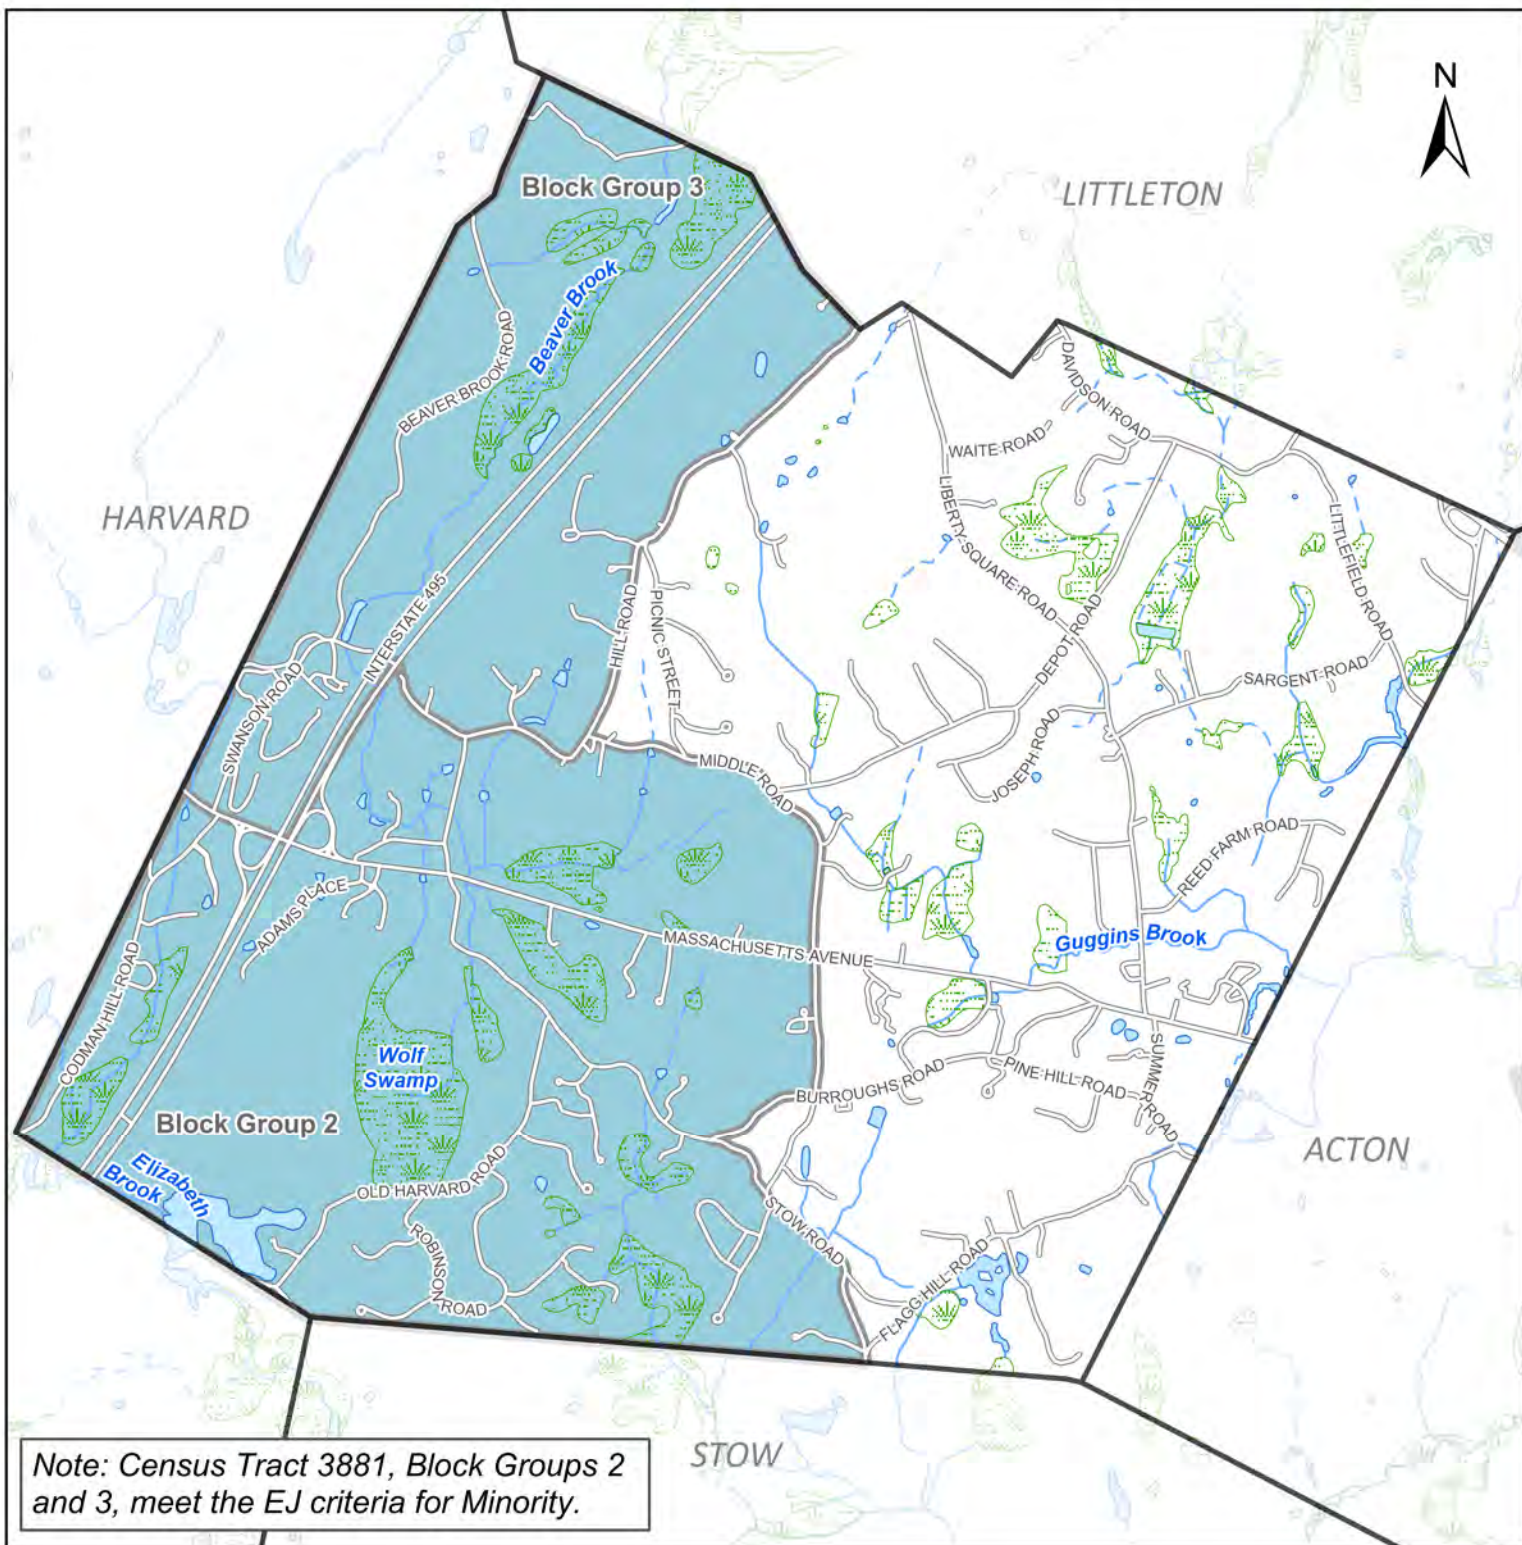 N
LITTLETON
Block Group 3
Beaver Brook
BEAVER BROOK ROAD
DAVIDSON ROAD
WAITE ROAD
LIBERTY SQUARE ROAD
LITTLEFIELD ROAD
HARVARD
INTERSTATE 495
HILL ROAD
PICNIC STREET
DEPOT ROAD
SARGENT ROAD
SWANSON ROAD
JOSEPH ROAD
MIDDLE ROAD
REED FARM ROAD
ADAMS PLACE
MASSACHUSETTS AVENUE
Guggins Brook
CODMAN HILL ROAD
Wolf
Swamp
SUMMER ROAD
PINE HILL ROAD
BURROUGHS ROAD
Block Group 2
ACTON
Elizabeth
Brook
OLD HARVARD ROAD
ROBINSON ROAD
STOW ROAD
FLAGG HILL ROAD
STOW
Note: Census Tract 3881, Block Groups 2
and 3, meet the EJ criteria for Minority.